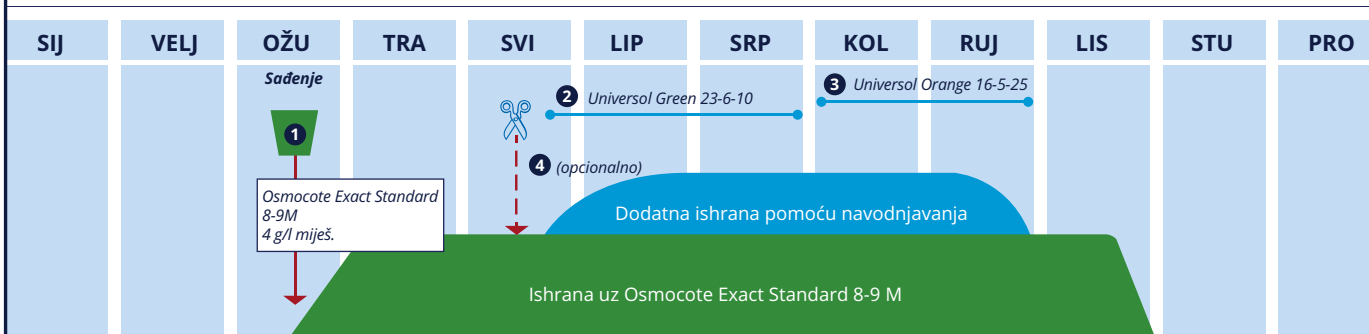 SIJ VELJ OŽU TRA SVI LIP SRP KOL RUJ LIS STU PRO
Sađenje
1
Osmocote Exact Standard
8-9M
4 g/l miješ.
2 Universol Green 23-6-10
3 Universol Orange 16-5-25
4 (opcionalno)
Dodatna ishrana pomoću navodnjavanja
Ishrana uz Osmocote Exact Standard 8-9 M